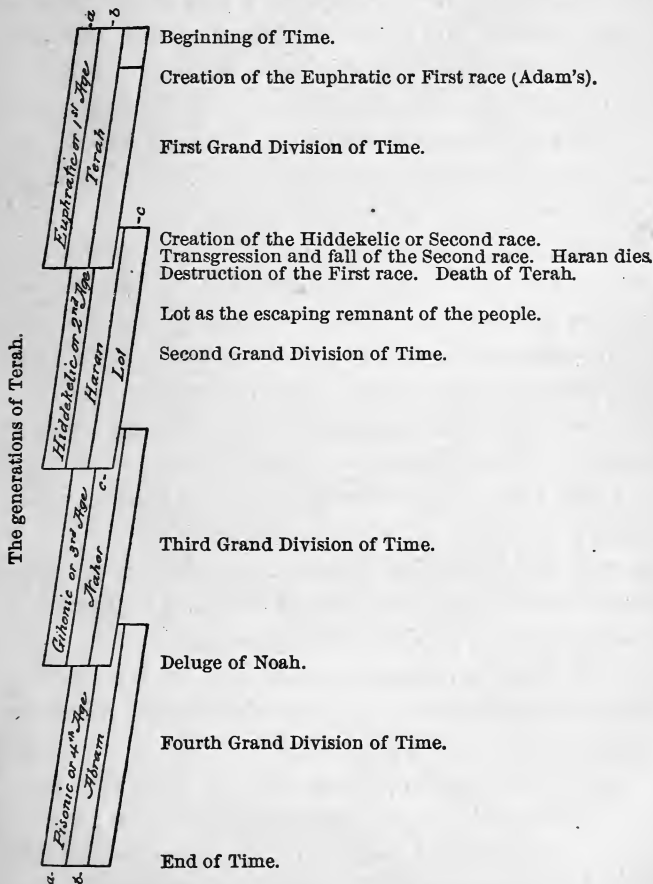 The generations of Terah.
-a
-b
Beginning of Time.
Creation of the Euphratic or First race (Adam's).
Euphratic or 1st Age
Terah
First Grand Division of Time.
-c
Creation of the Hiddekelic or Second race.
Transgression and fall of the Second race. Haran dies.
Destruction of the First race. Death of Terah.
Hiddekelic or 2nd Age
Haran
Lot
Lot as the escaping remnant of the people.
Second Grand Division of Time.
c-
Gihonic or 3rd Age
Nahor
Third Grand Division of Time.
Deluge of Noah.
Pisonic or 4th Age
Abram
Fourth Grand Division of Time.
End of Time.
a-
b-